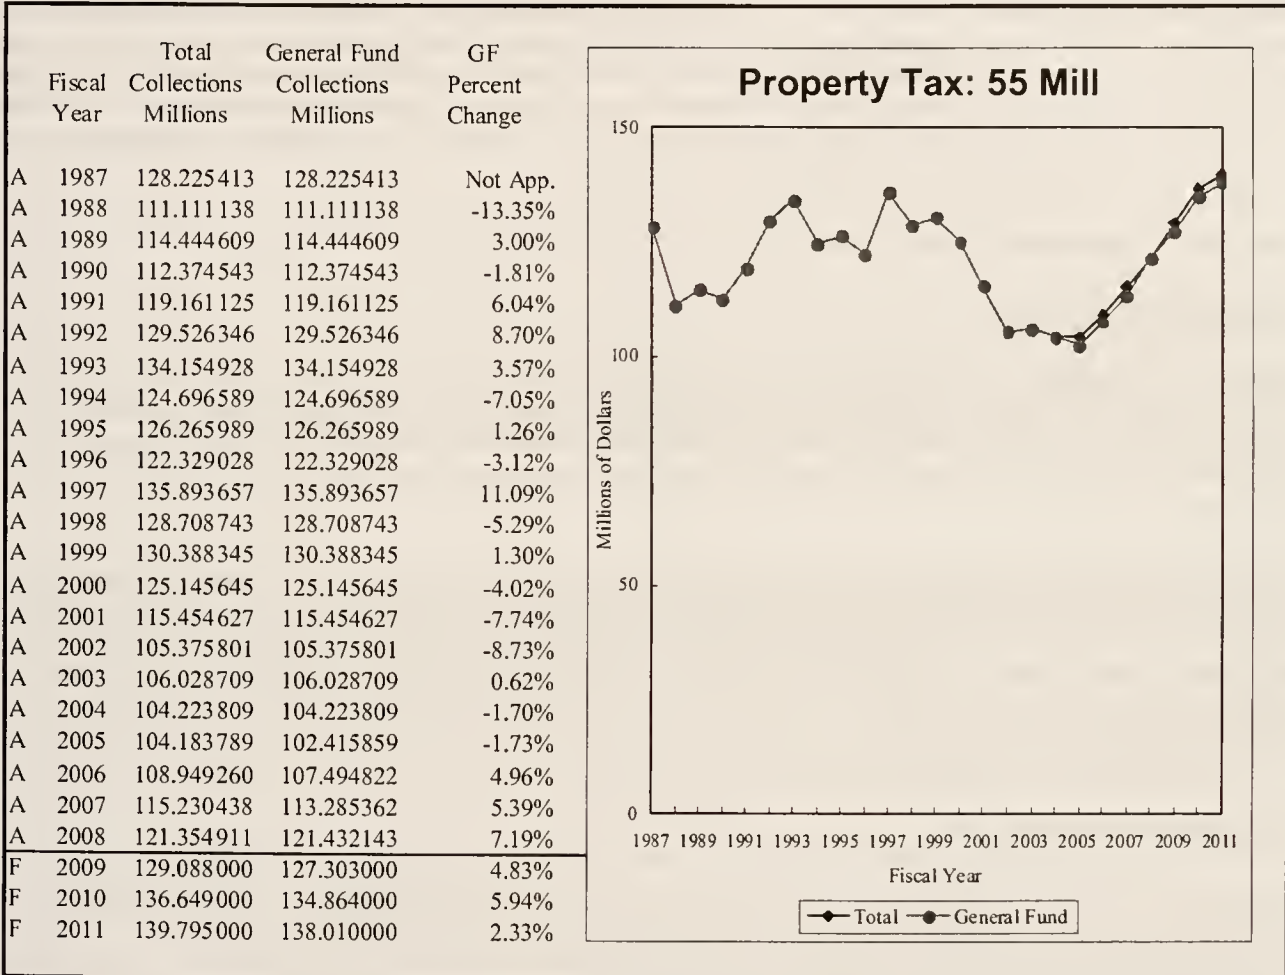 Fiscal Year Total Collections Millions General Fund Collections Millions GF Percent Change
A 1987 128.225413 128.225413 Not App.
A 1988 111.111138 111.111138 -13.35%
A 1989 114.444609 114.444609 3.00%
A 1990 112.374543 112.374543 -1.81%
A 1991 119.161125 119.161125 6.04%
A 1992 129.526346 129.526346 8.70%
A 1993 134.154928 134.154928 3.57%
A 1994 124.696589 124.696589 -7.05%
A 1995 126.265989 126.265989 1.26%
A 1996 122.329028 122.329028 -3.12%
A 1997 135.893657 135.893657 11.09%
A 1998 128.708743 128.708743 -5.29%
A 1999 130.388345 130.388345 1.30%
A 2000 125.145645 125.145645 -4.02%
A 2001 115.454627 115.454627 -7.74%
A 2002 105.375801 105.375801 -8.73%
A 2003 106.028709 106.028709 0.62%
A 2004 104.223809 104.223809 -1.70%
A 2005 104.183789 102.415859 -1.73%
A 2006 108.949260 107.494822 4.96%
A 2007 115.230438 113.285362 5.39%
A 2008 121.354911 121.432143 7.19%
F 2009 129.088000 127.303000 4.83%
F 2010 136.649000 134.864000 5.94%
F 2011 139.795000 138.010000 2.33%
Property Tax: 55 Mill
150
100
50
0
Millions of Dollars
1987 1989 1991 1993 1995 1997 1999 2001 2003 2005 2007 2009 2011
Fiscal Year
Total General Fund